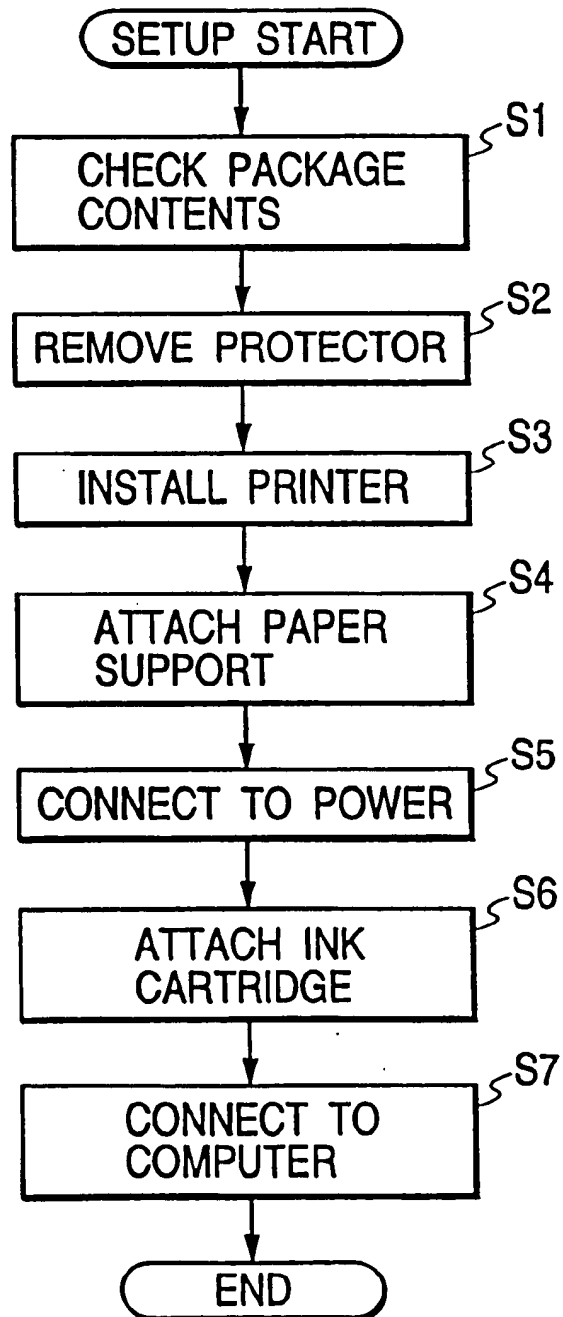 SETUP START
S1
CHECK PACKAGE
CONTENTS
S2
REMOVE PROTECTOR
S3
INSTALL PRINTER
S4
ATTACH PAPER
SUPPORT
S5
CONNECT TO POWER
S6
ATTACH INK
CARTRIDGE
S7
CONNECT TO
COMPUTER
END